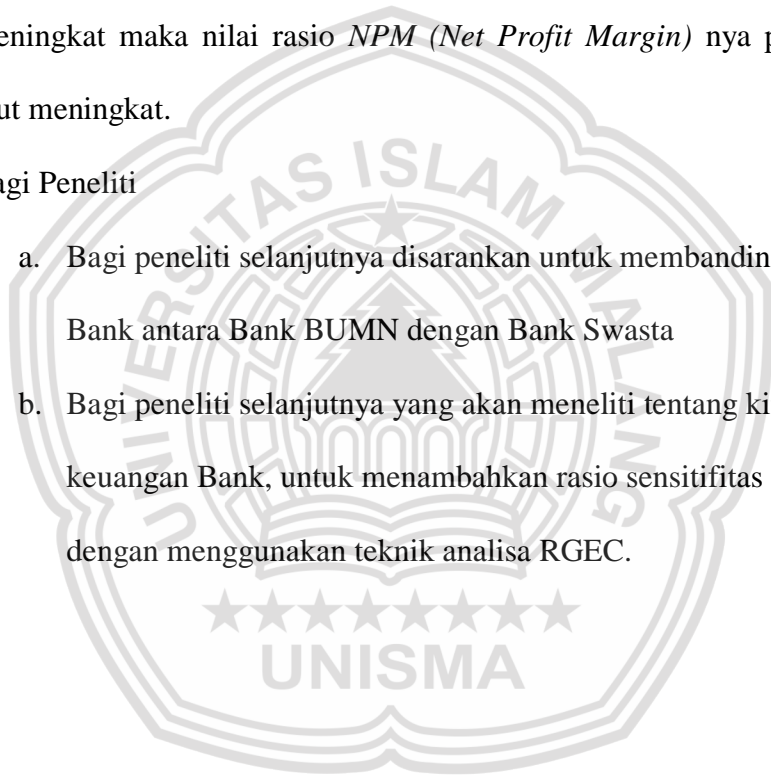 eningkat maka nilai rasio NPM (Net Profit Margin) nya p
ut meningkat.
agi Peneliti
a. Bagi peneliti selanjutnya disarankan untuk membandin
Bank antara Bank BUMN dengan Bank Swasta
b. Bagi peneliti selanjutnya yang akan meneliti tentang ki
keuangan Bank, untuk menambahkan rasio sensitifitas
dengan menggunakan teknik analisa RGEC.
UNIVERSITAS ISLAM MALANG
UNISMA